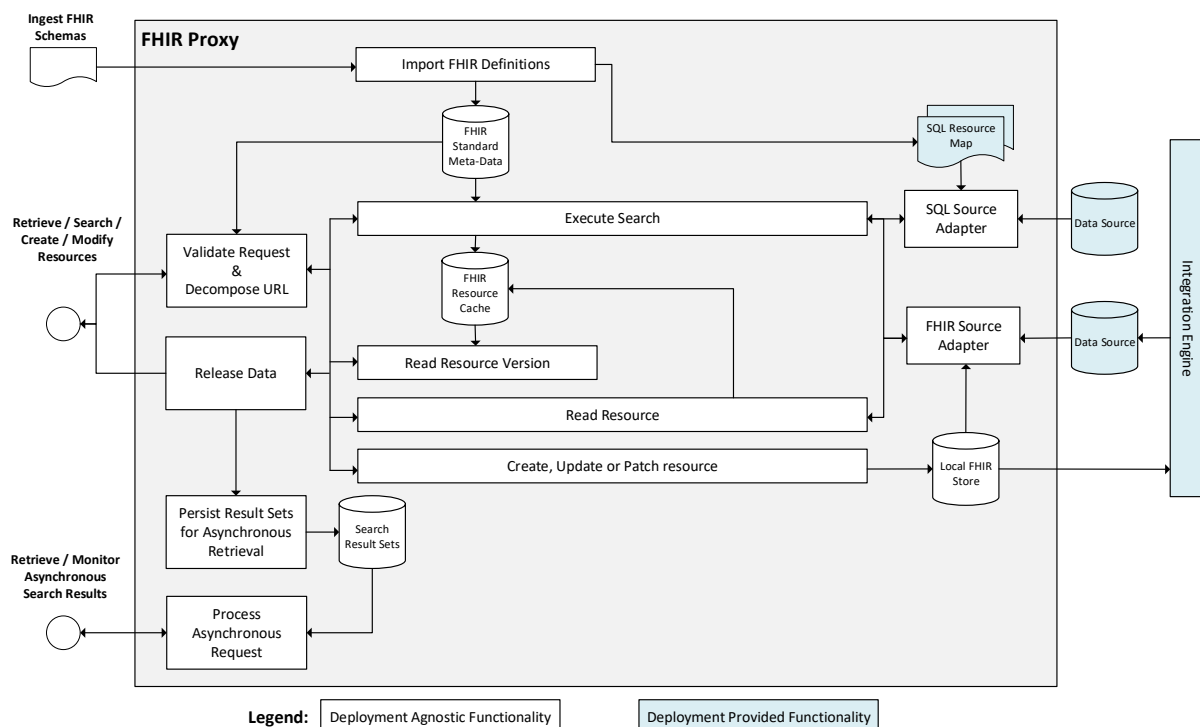 Ingest FHIR
Schemas
FHIR Proxy
Import FHIR Definitions
FHIR
Standard
Meta-Data
SQL Resource
Map
Retrieve / Search /
Create / Modify
Resources
Validate Request
&
Decompose URL
Execute Search
SQL Source
Adapter
Data Source
FHIR
Resource
Cache
Integration Engine
FHIR Source
Adapter
Data Source
Release Data
Read Resource Version
Read Resource
Create, Update or Patch resource
Local FHIR
Store
Persist Result Sets
for Asynchronous
Retrieval
Search
Result Sets
Retrieve / Monitor
Asynchronous
Search Results
Process
Asynchronous
Request
Legend:
Deployment Agnostic Functionality
Deployment Provided Functionality